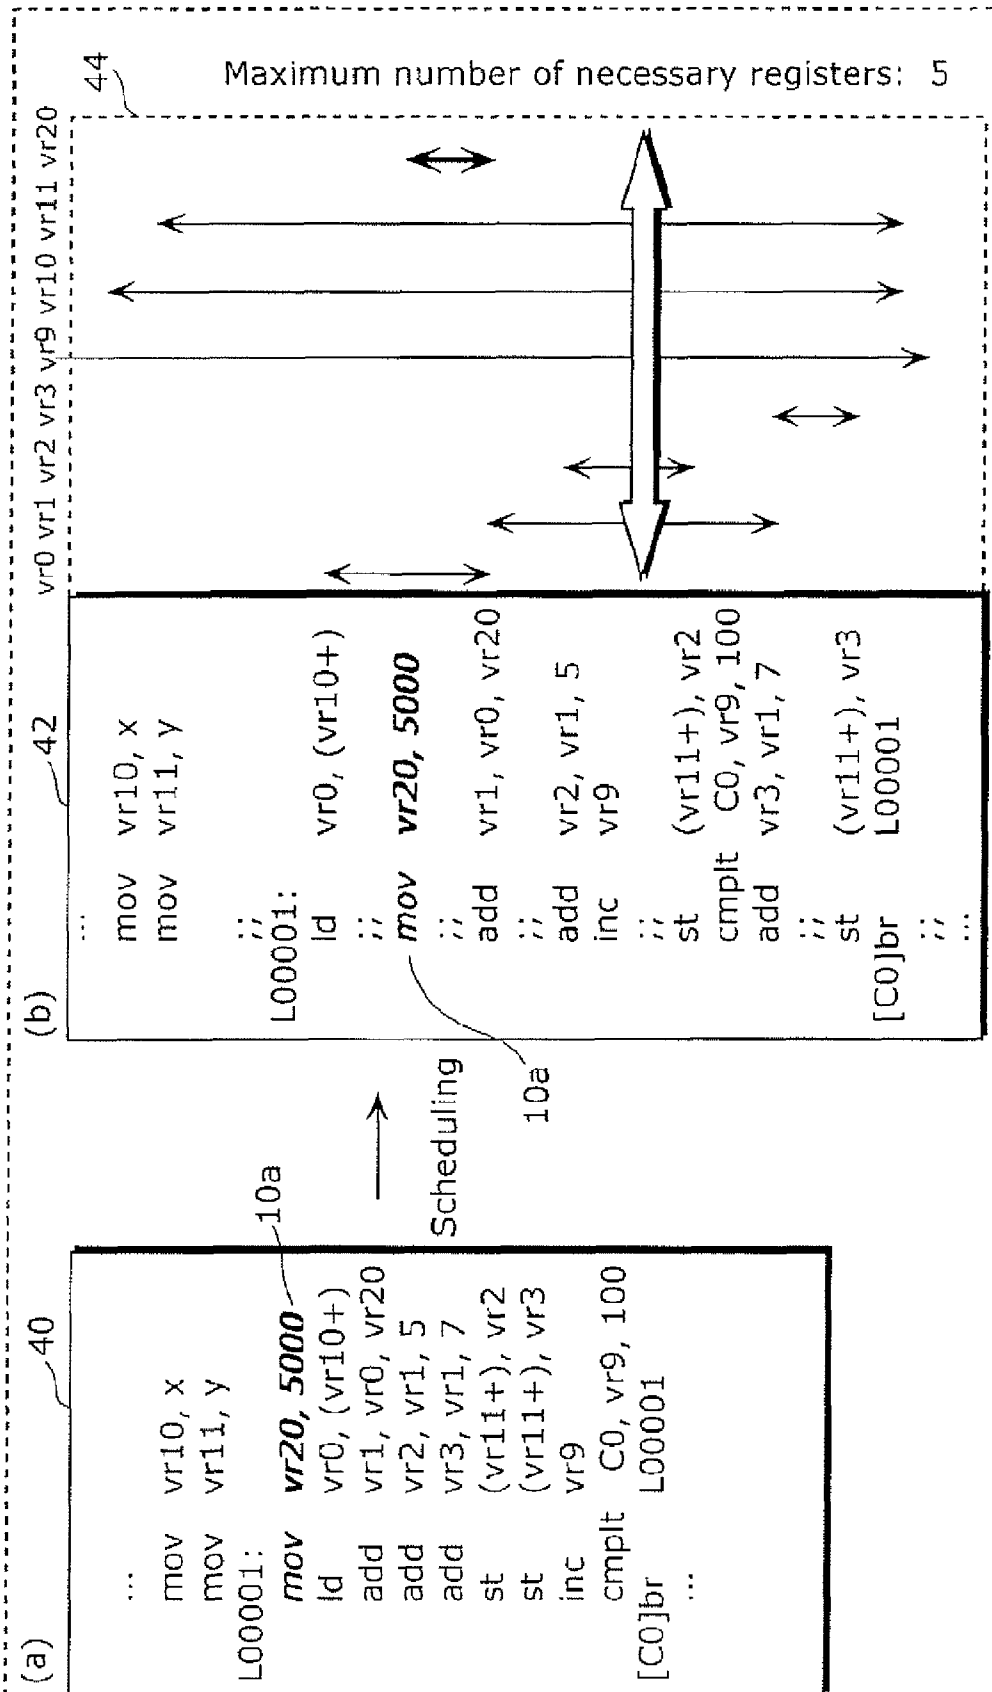 (a)
40
...
mov vr10, x
mov vr11, y
L00001:
mov vr20, 5000
10a
ld vr0, (vr10+)
add vr1, vr0, vr20
add vr2, vr1, 5
add vr3, vr1, 7
st (vr11+), vr2
st (vr11+), vr3
inc vr9
cmplt C0, vr9, 100
[C0]br L00001
...
Scheduling
(b)
42
...
mov vr10, x
mov vr11, y
;;
L00001:
ld vr0, (vr10+)
;;
mov vr20, 5000
10a
;;
add vr1, vr0, vr20
;;
add vr2, vr1, 5
inc vr9
;;
st (vr11+), vr2
cmplt C0, vr9, 100
add vr3, vr1, 7
;;
st (vr11+), vr3
[C0]br L00001
;;
...
vr0 vr1 vr2 vr3 vr9 vr10 vr11 vr20
44
Maximum number of necessary registers: 5